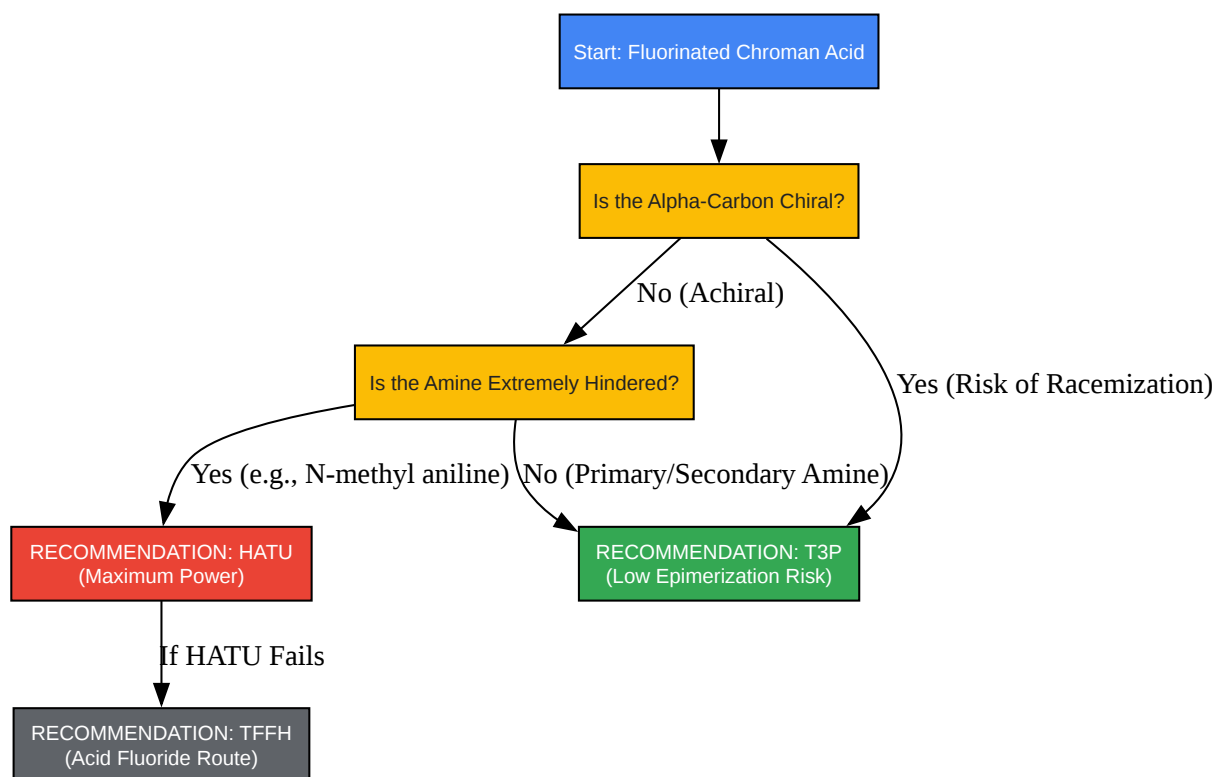 Start: Fluorinated Chroman Acid
Is the Alpha-Carbon Chiral?
No (Achiral)
Is the Amine Extremely Hindered?
Yes (Risk of Racemization)
Yes (e.g., N-methyl aniline)
No (Primary/Secondary Amine)
RECOMMENDATION: HATU
(Maximum Power)
RECOMMENDATION: T3P
(Low Epimerization Risk)
If HATU Fails
RECOMMENDATION: TFFH
(Acid Fluoride Route)